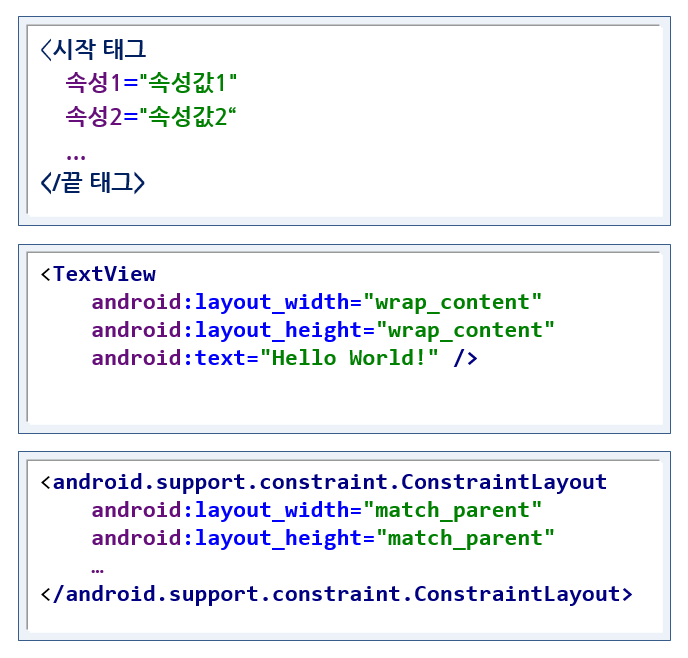 <시작 태그
속성1="속성값1"
속성2="속성값2“
...
</끝 태그>
<TextView
android:layout_width="wrap_content"
android:layout_height="wrap_content"
android:text="Hello World!" />
<android.support.constraint.ConstraintLayout
android:layout_width="match_parent"
android:layout_height="match_parent"
…
</android.support.constraint.ConstraintLayout>